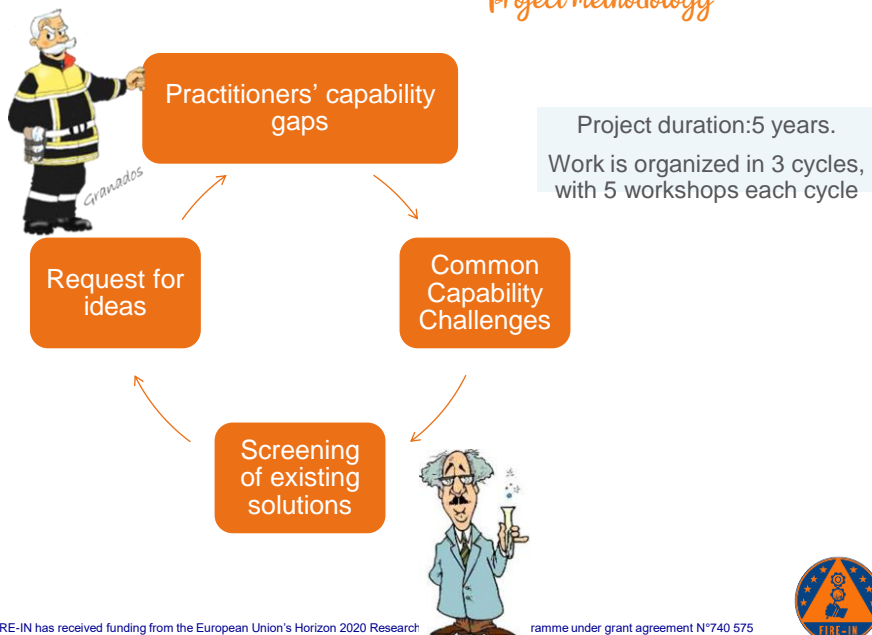 Project methodology
Practitioners' capability
gaps
Project duration:5 years.
Work is organized in 3 cycles,
with 5 workshops each cycle
Granados
Request for
ideas
Common
Capability
Challenges
Screening
of existing
solutions
FIRE-IN
RE-IN has received funding from the European Union's Horizon 2020 Research ramme under grant agreement N°740 575